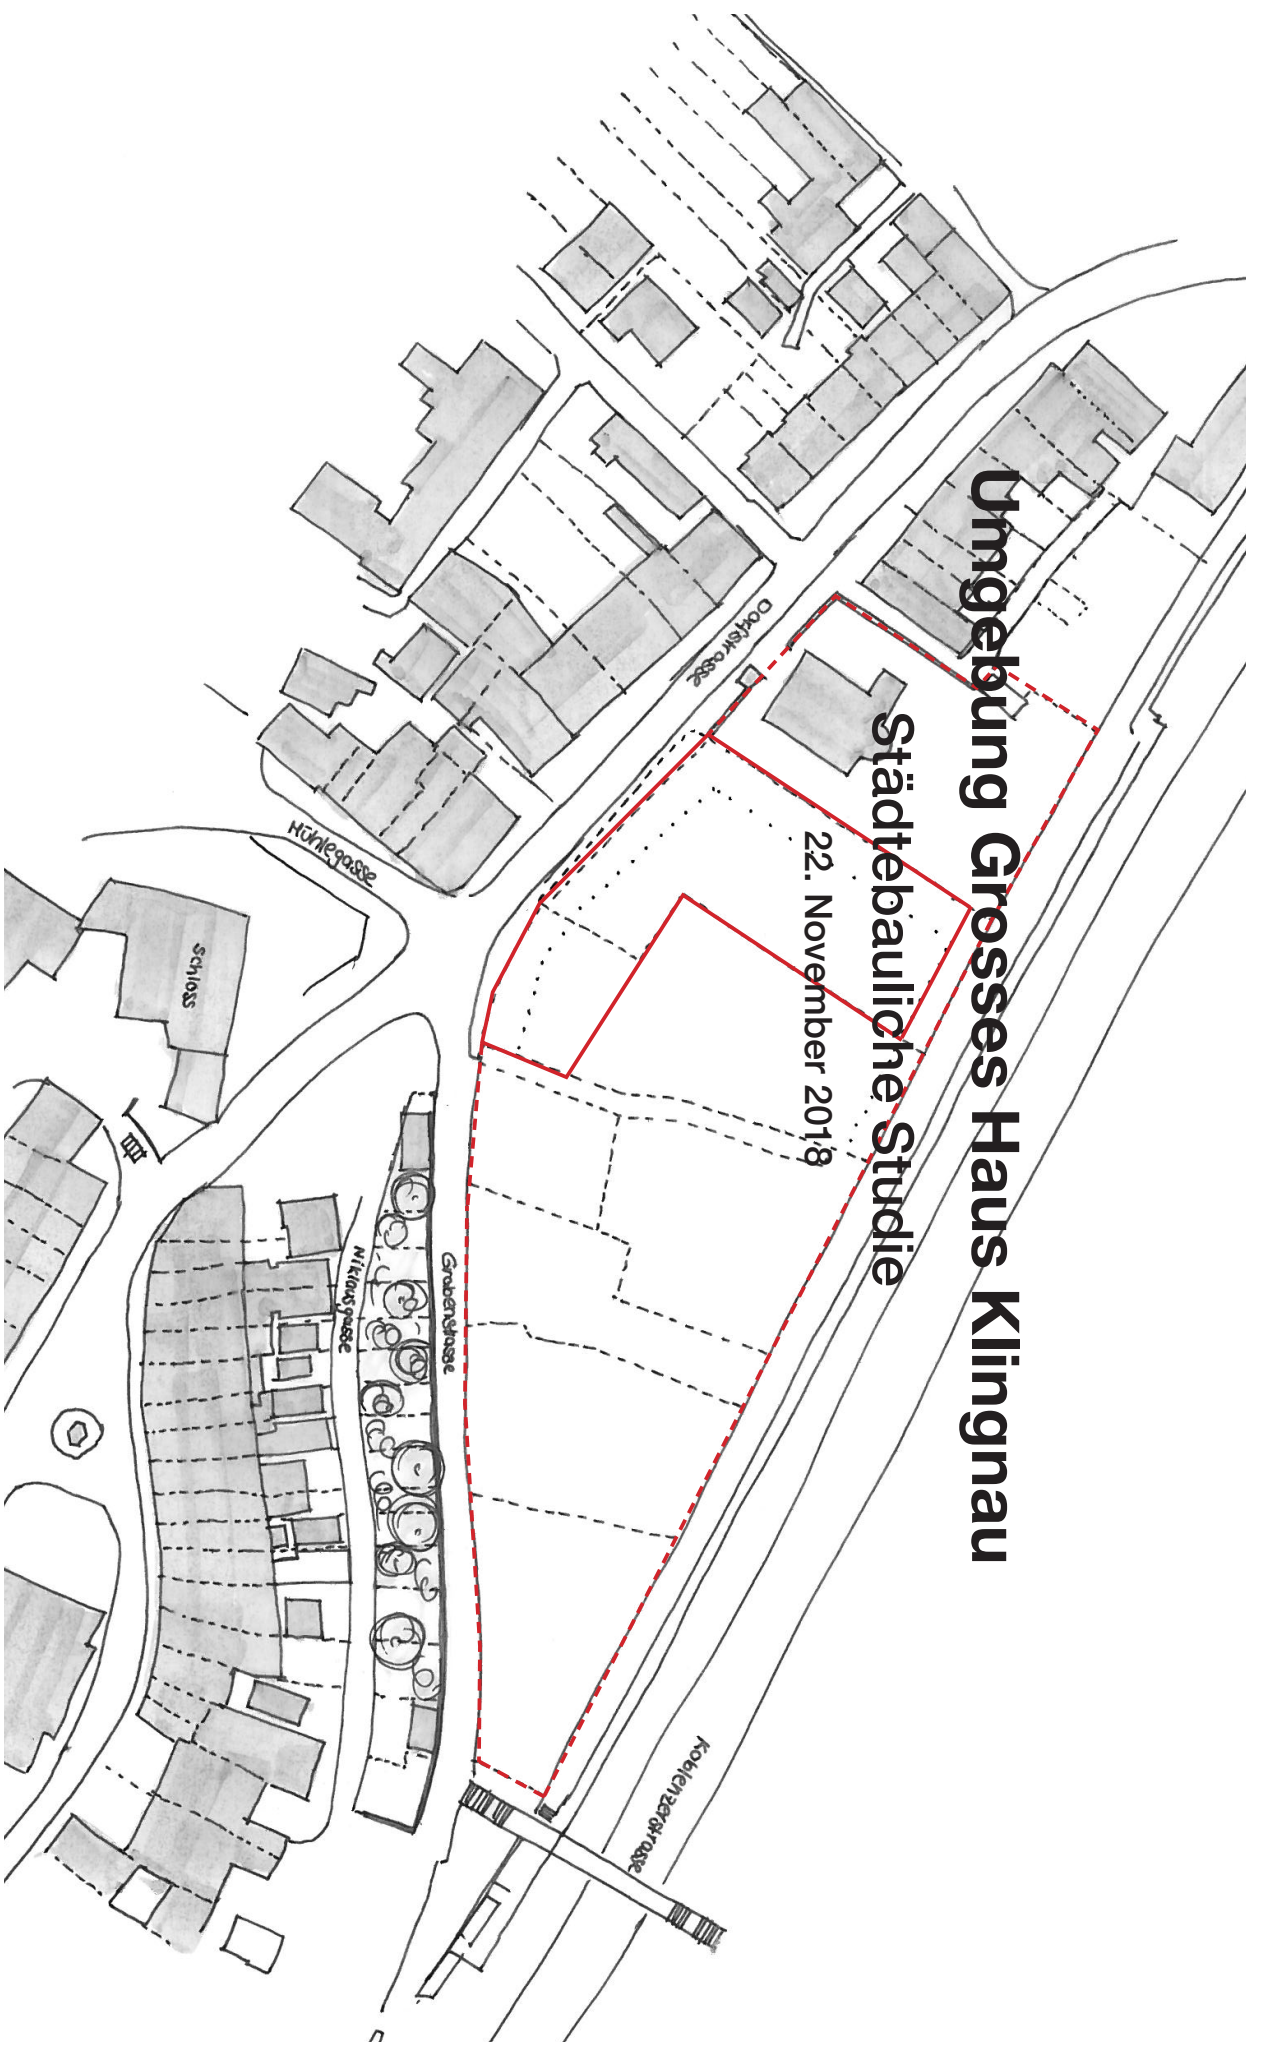 Umgebung Grosses Haus Klingnau
Städtebauliche Studie
22. November 2018
Dorfstrasse
Mühlegasse
Schloss
Niklausgasse
Grabenstrasse
Koblenzerstrasse